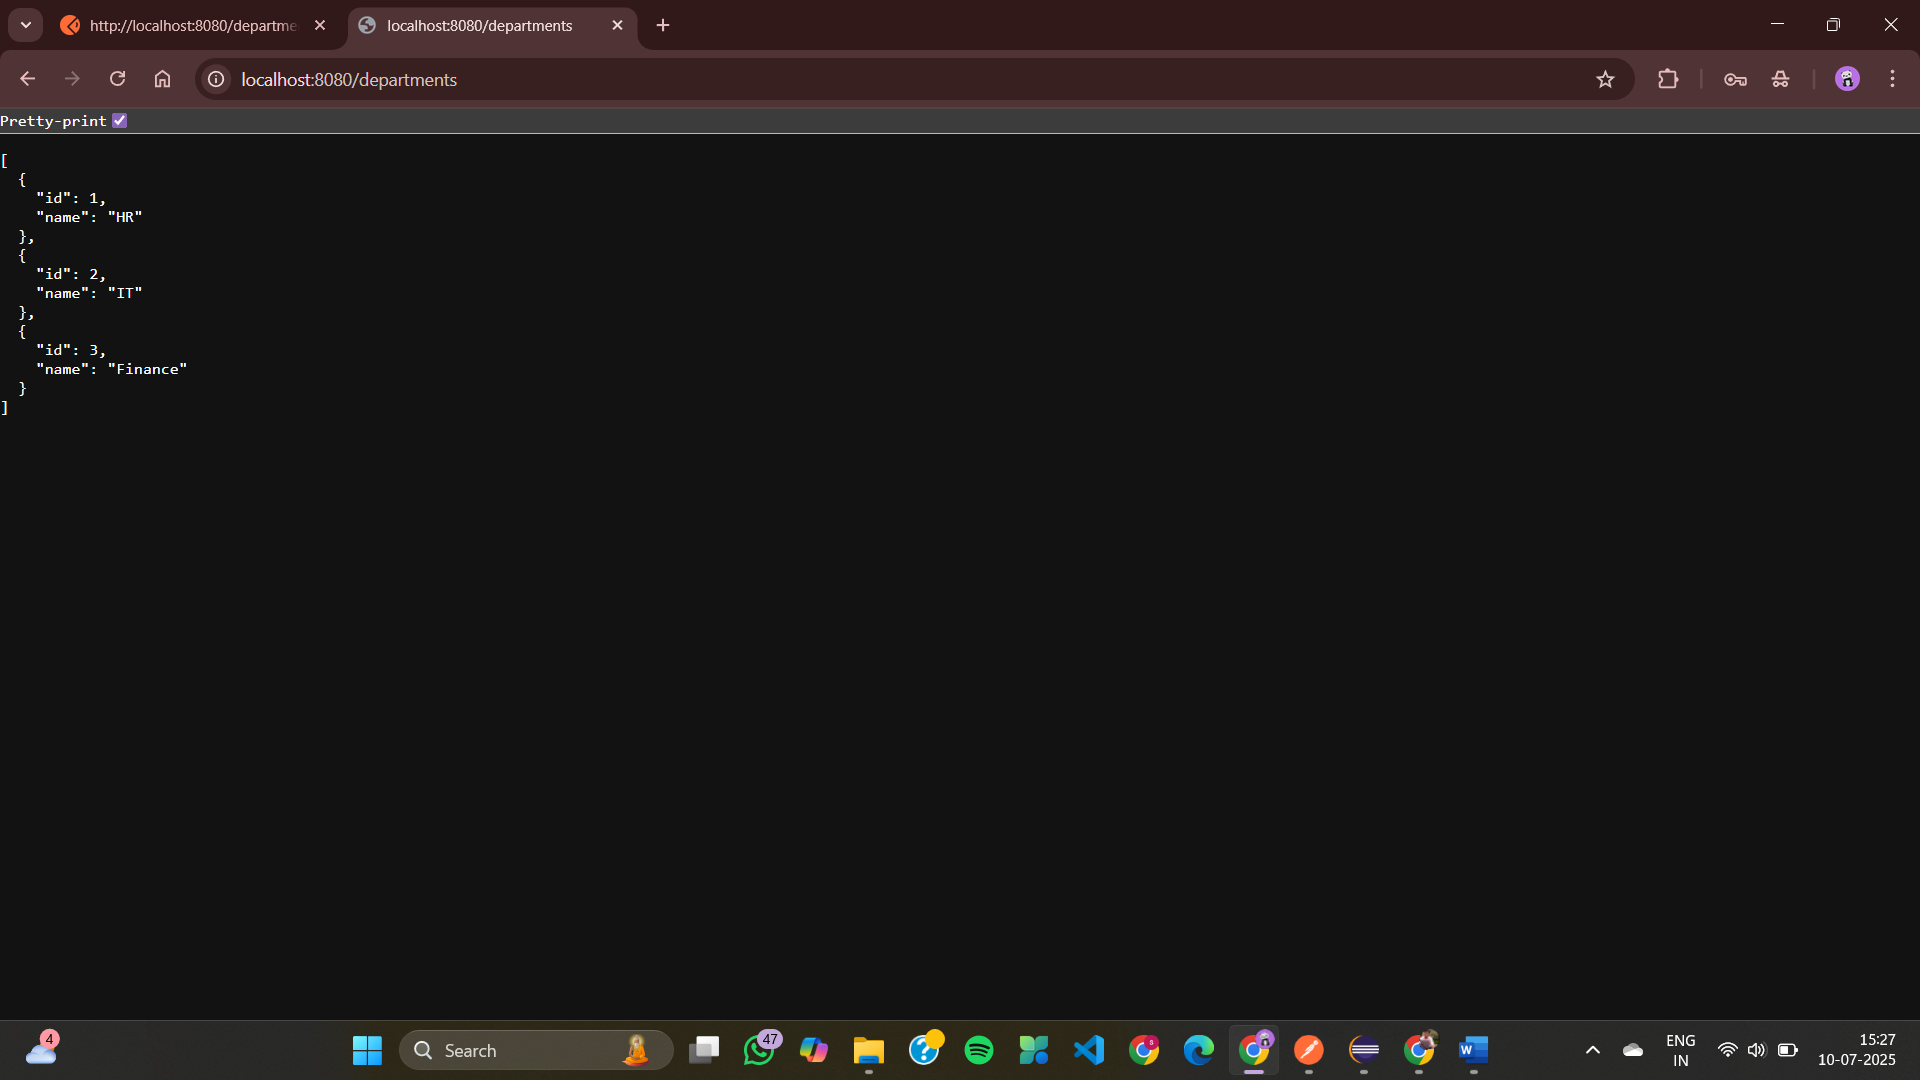 http://localhost:8080/departme
localhost:8080/departments
localhost:8080/departments
Pretty-print
[
{
"id": 1,
"name": "HR"
},
{
"id": 2,
"name": "IT"
},
{
"id": 3,
"name": "Finance"
}
]
4
Search
47
?
s
W
ENG
IN
15:27
10-07-2025